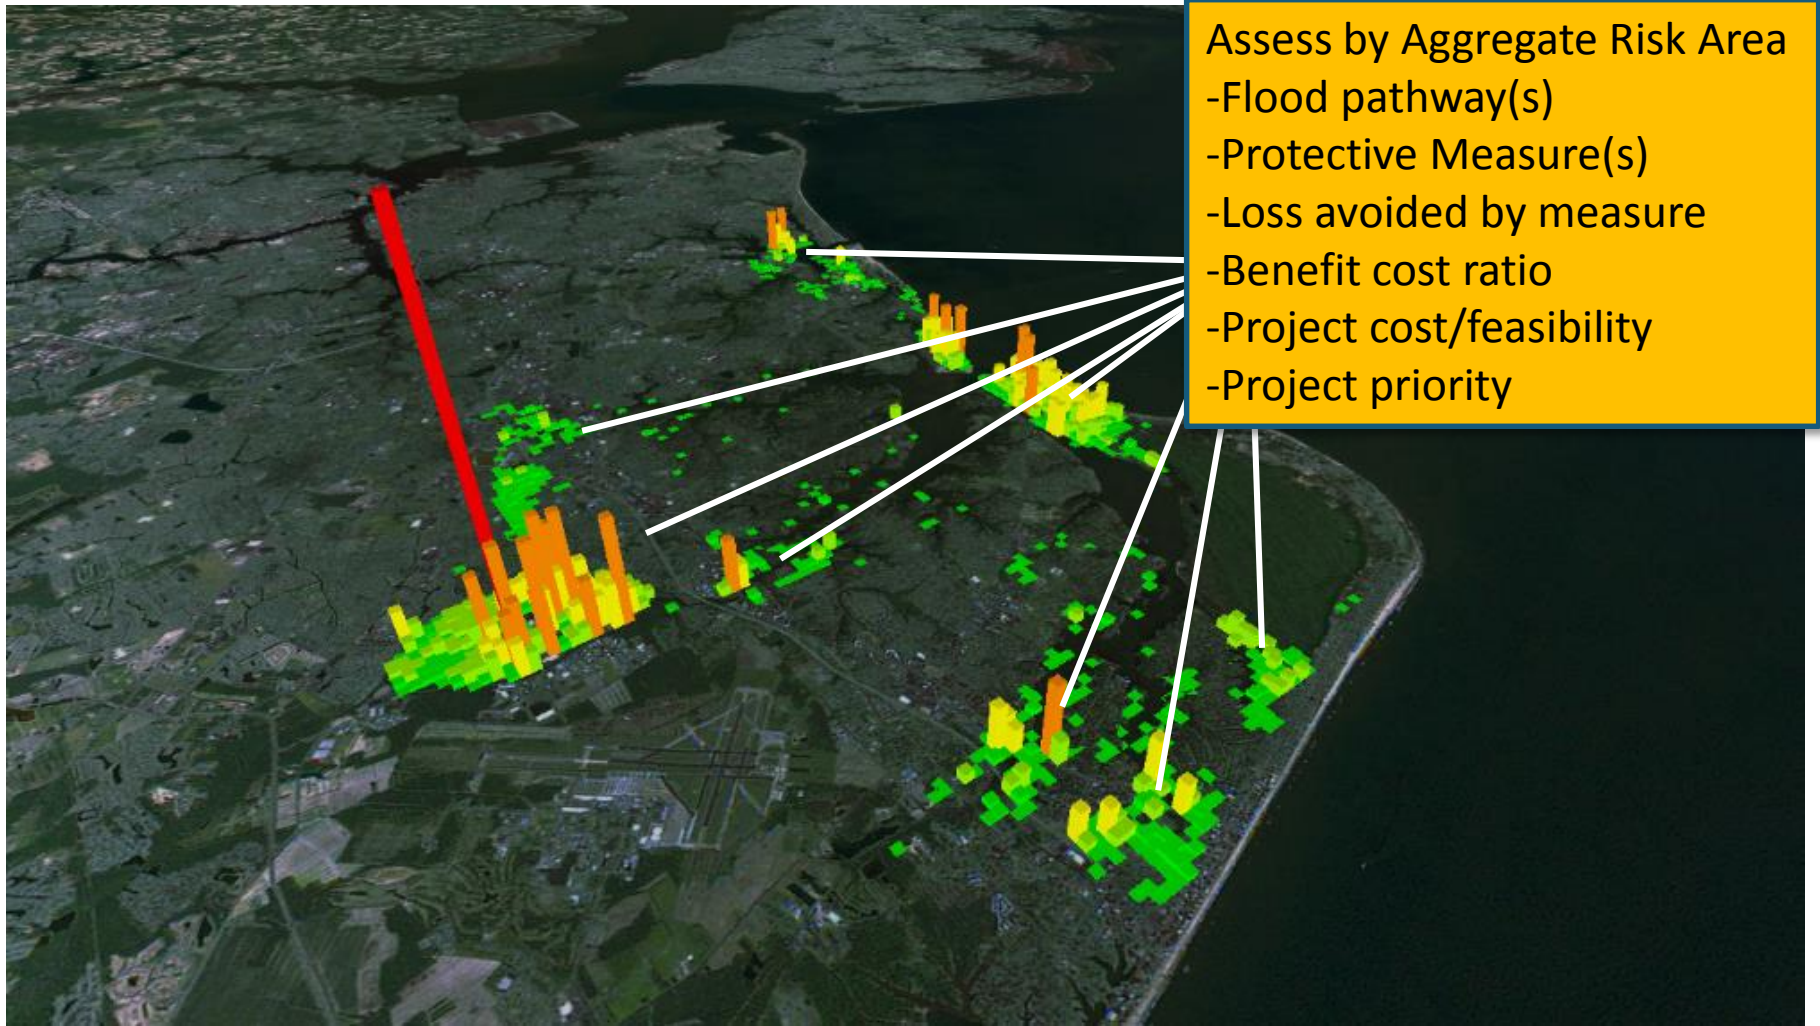 Assess by Aggregate Risk Area
-Flood pathway(s)
-Protective Measure(s)
-Loss avoided by measure
-Benefit cost ratio
-Project cost/feasibility
-Project priority